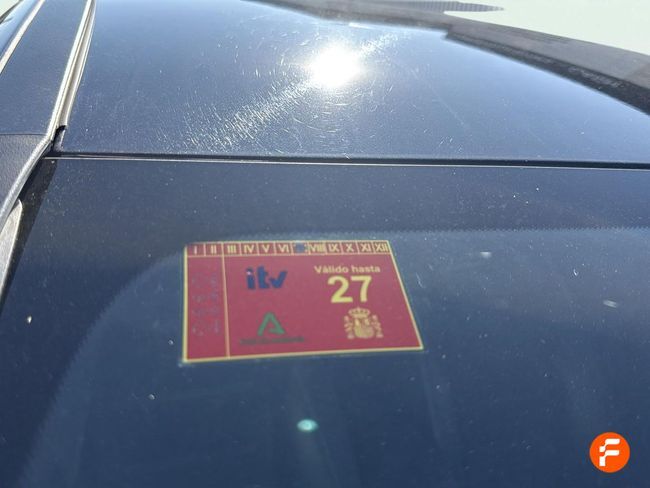 I II III IV V VI VIII IX X XI XII
itv
Válido hasta
27